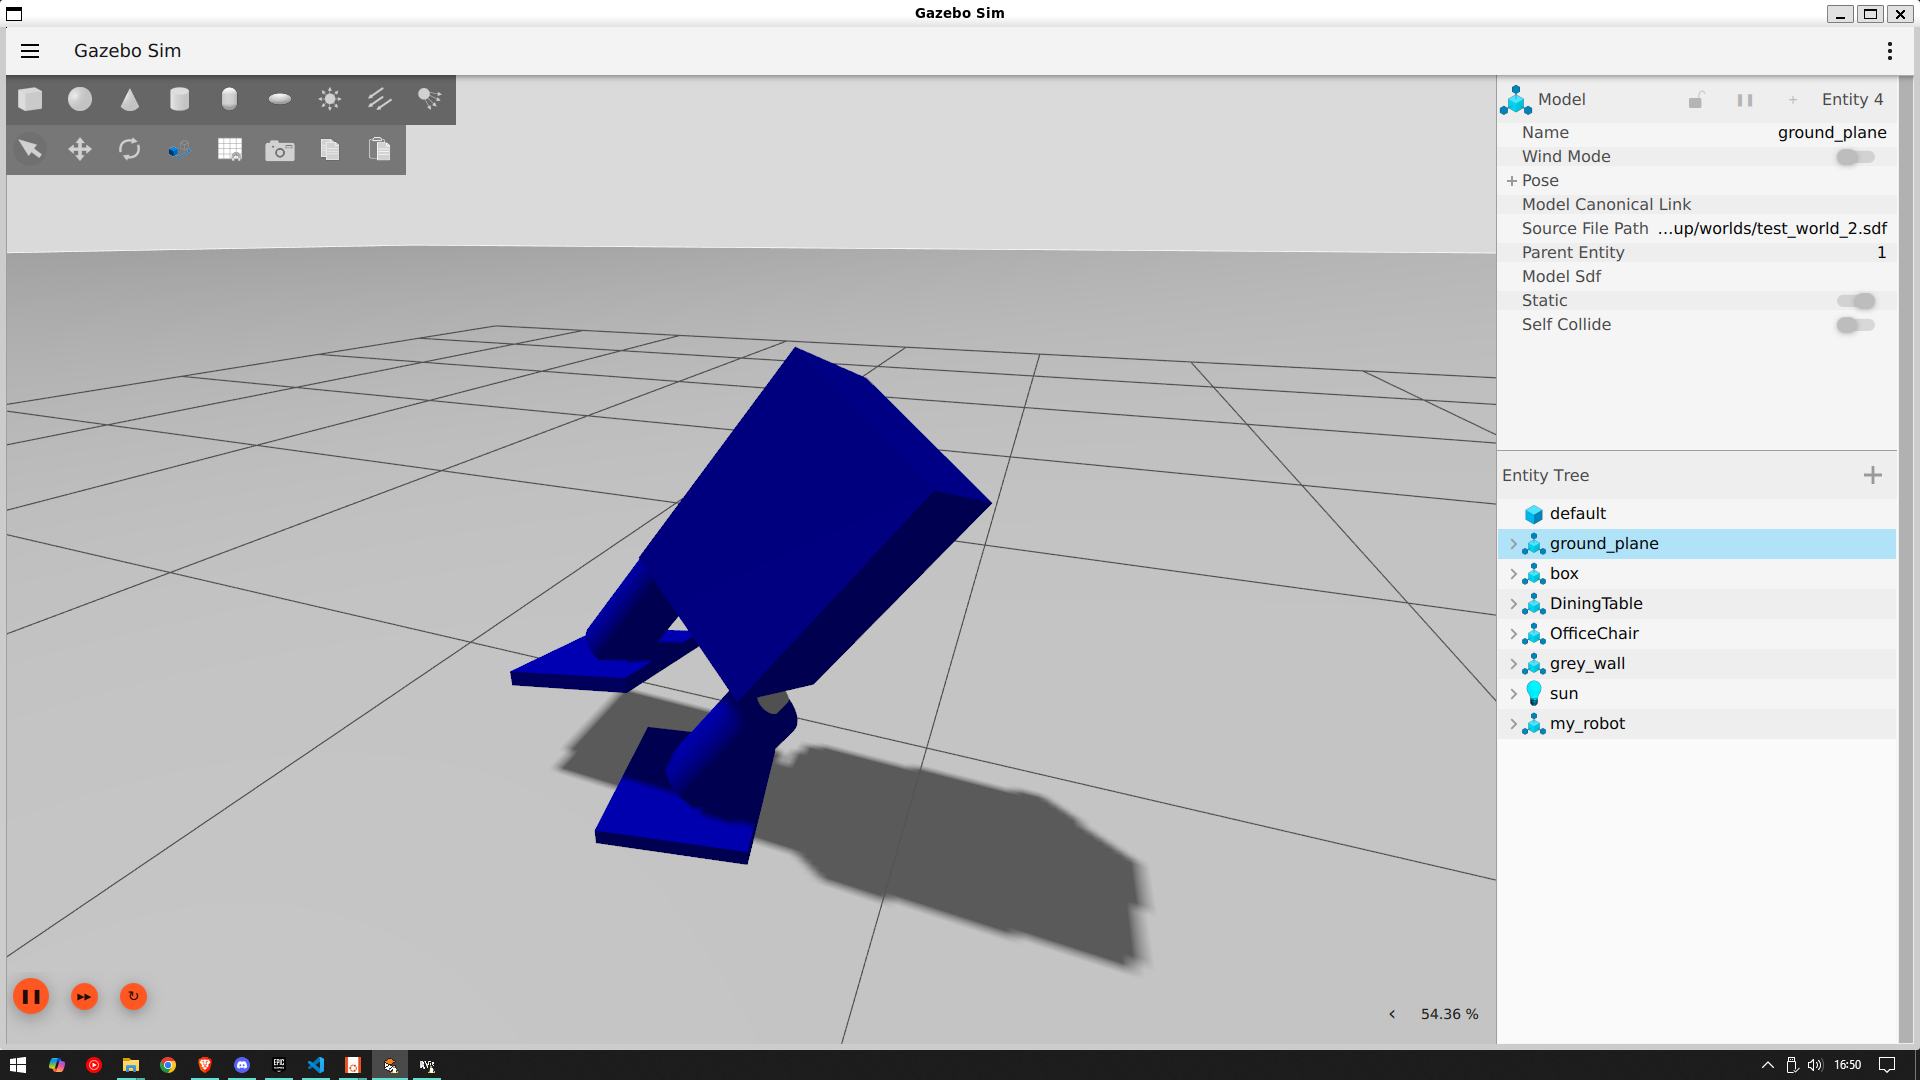 Gazebo Sim
Gazebo Sim
Model Entity 4
Name ground_plane
Wind Mode
Pose
Model Canonical Link
Source File Path ...up/worlds/test_world_2.sdf
Parent Entity 1
Model Sdf
Static
Self Collide
Entity Tree
default
ground_plane
box
DiningTable
OfficeChair
grey_wall
sun
my_robot
54.36 %
EPIC
RViz
16:50